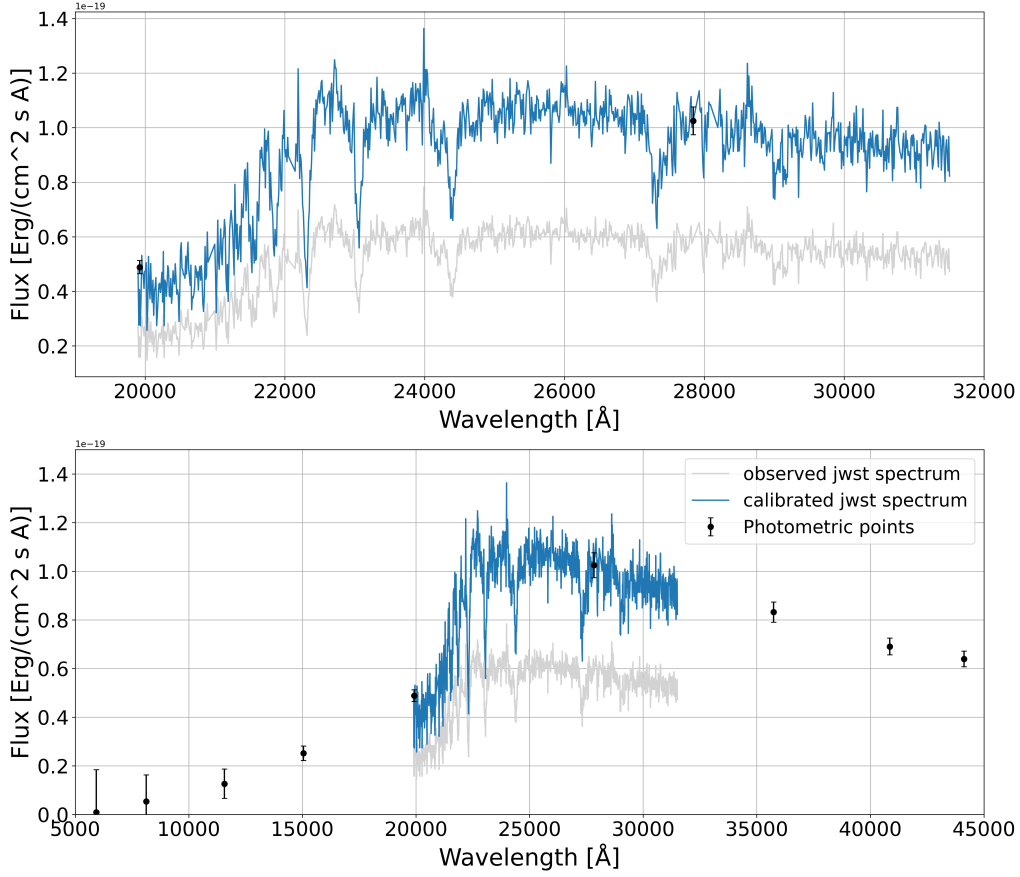 1e−19
1.4
1.2
1.0
0.8
0.6
0.4
0.2
Flux [Erg/(cm^2 s A)]
20000 22000 24000 26000 28000 30000 32000
Wavelength [Å]
1e−19
1.4
1.2
1.0
0.8
0.6
0.4
0.2
0.0
Flux [Erg/(cm^2 s A)]
observed jwst spectrum
calibrated jwst spectrum
Photometric points
5000 10000 15000 20000 25000 30000 35000 40000 45000
Wavelength [Å]